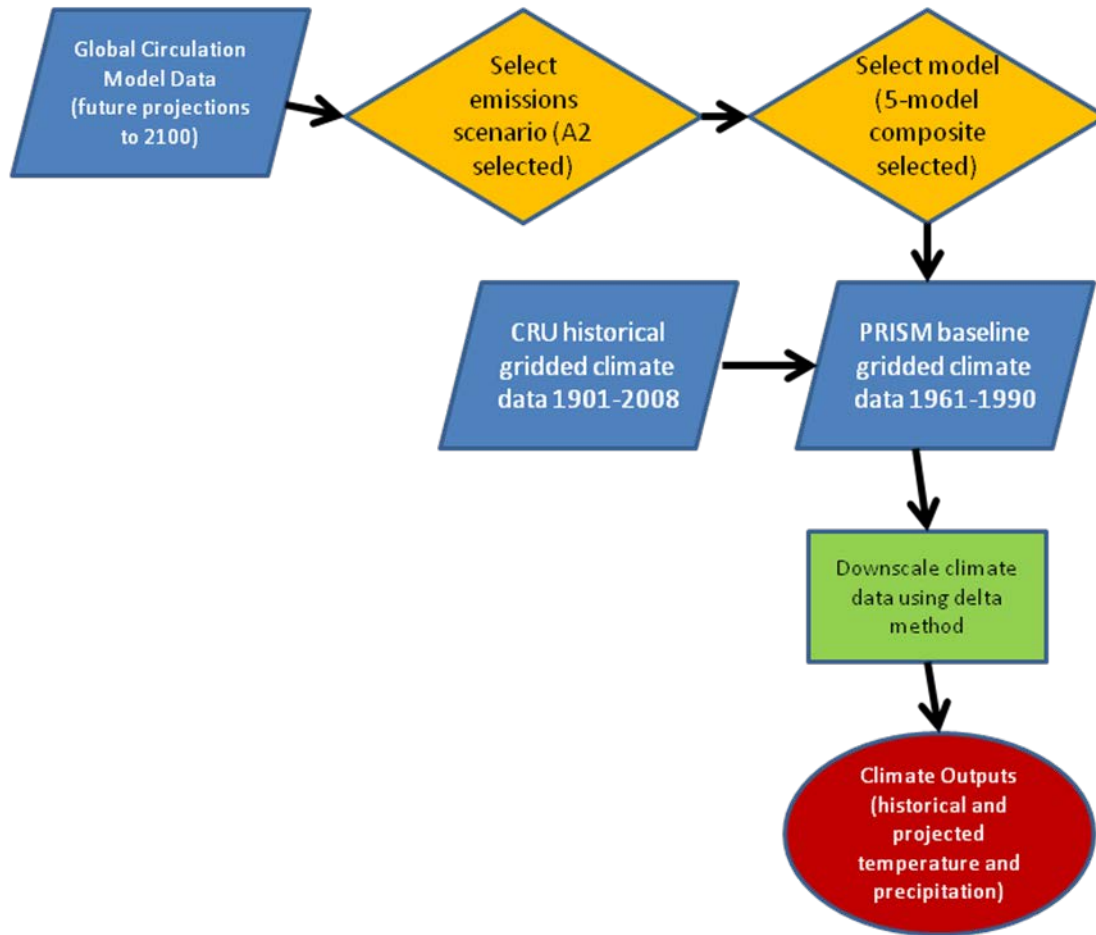 Global Circulation
Model Data
(future projections
to 2100)
Select
emissions
scenario (A2
selected)
Select model
(5-model
composite
selected)
CRU historical
gridded climate
data 1901-2008
PRISM baseline
gridded climate
data 1961-1990
Downscale climate
data using delta
method
Climate Outputs
(historical and
projected
temperature and
precipitation)